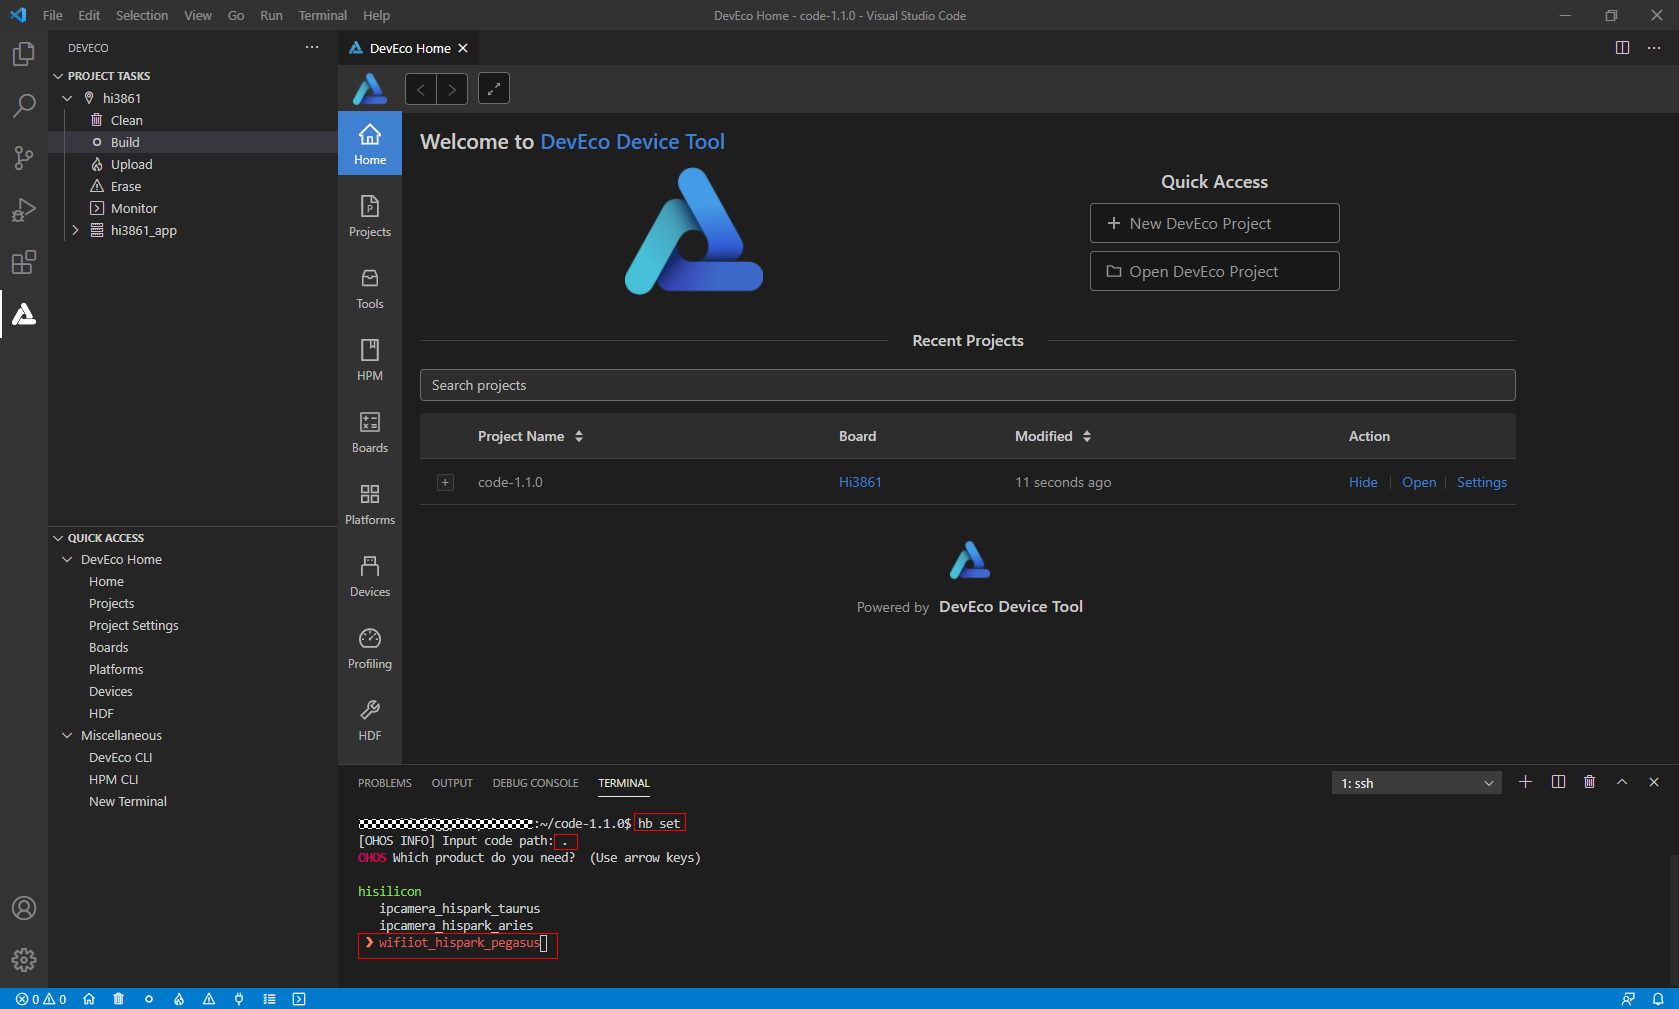 File Edit Selection View Go Run Terminal Help
DevEco Home - code-1.1.0 - Visual Studio Code
DEVECO
PROJECT TASKS
hi3861
Clean
Build
Upload
Erase
Monitor
hi3861_app
QUICK ACCESS
DevEco Home
Home
Projects
Project Settings
Boards
Platforms
Devices
HDF
Miscellaneous
DevEco CLI
HPM CLI
New Terminal
DevEco Home
Home
Projects
Tools
HPM
Boards
Platforms
Devices
Profiling
HDF
Welcome to DevEco Device Tool
Quick Access
New DevEco Project
Open DevEco Project
Recent Projects
Search projects
Project Name Board Modified Action
code-1.1.0 Hi3861 11 seconds ago Hide Open Settings
Powered by DevEco Device Tool
PROBLEMS OUTPUT DEBUG CONSOLE TERMINAL
1: ssh
:~/code-1.1.0$ hb set
[OHOS INFO] Input code path: .
OHOS Which product do you need? (Use arrow keys)
hisilicon
ipcamera_hispark_taurus
ipcamera_hispark_aries
❯ wifiiot_hispark_pegasus
0 0